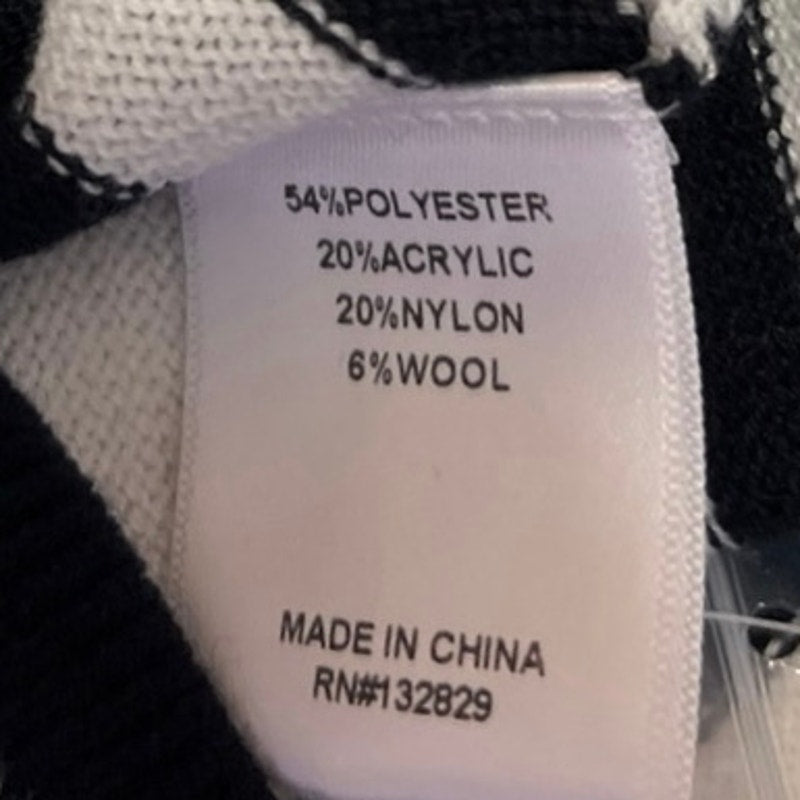 54%POLYESTER
20%ACRYLIC
20%NYLON
6%WOOL
MADE IN CHINA
RN#132829